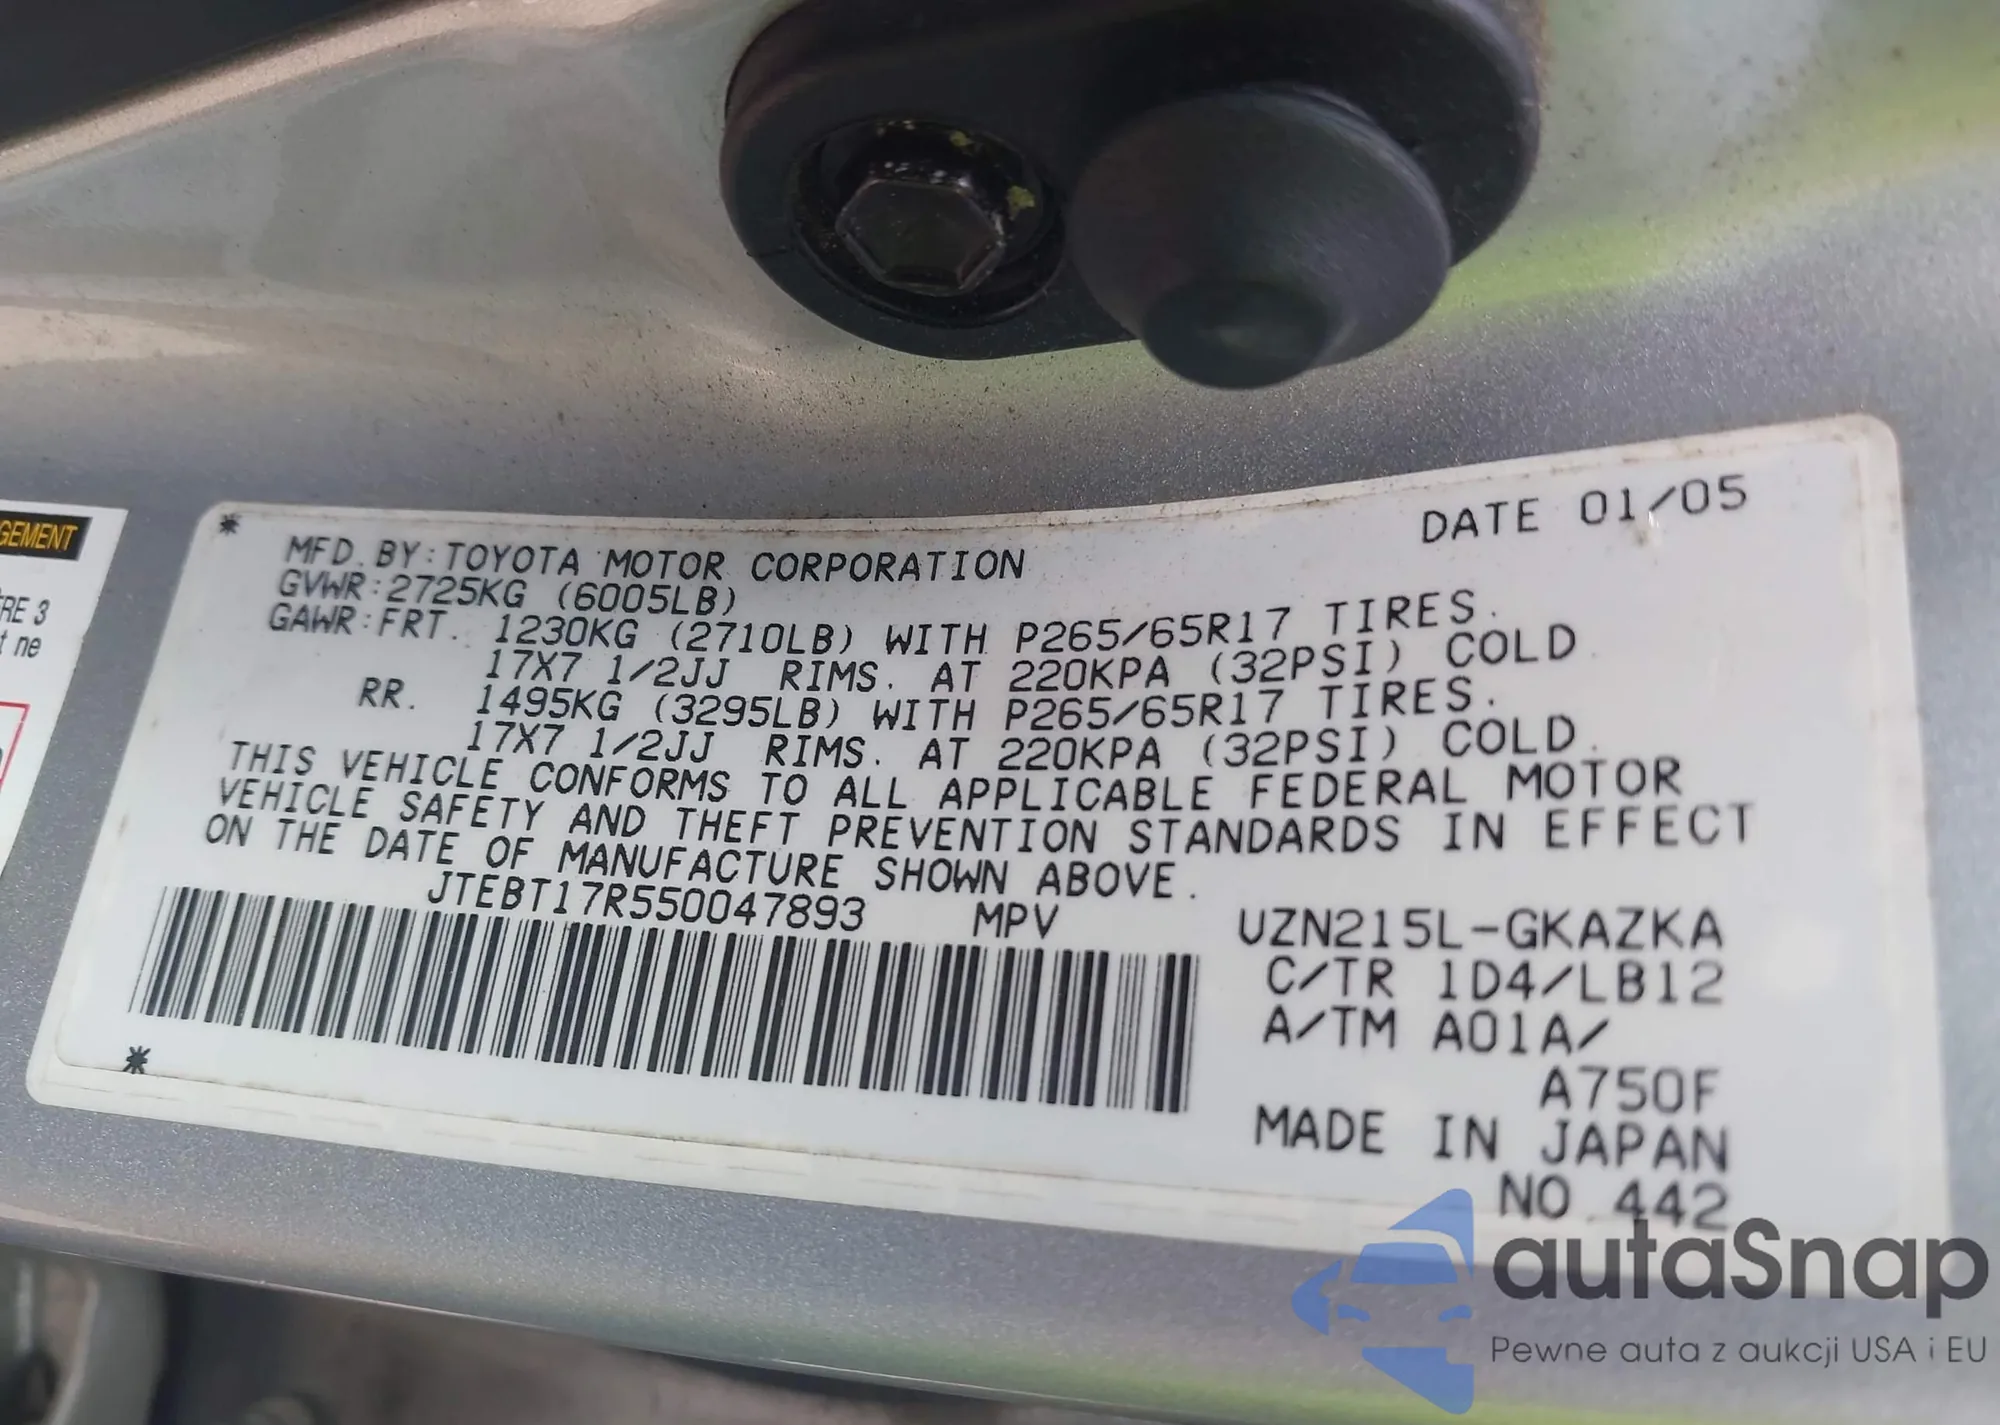 GEMENT
RE 3
t ne
*
DATE 01/05
MFD. BY: TOYOTA MOTOR CORPORATION
GVWR: 2725KG (6005LB)
GAWR: FRT. 1230KG (2710LB) WITH P265/65R17 TIRES.
17X7 1/2JJ RIMS. AT 220KPA (32PSI) COLD.
RR. 1495KG (3295LB) WITH P265/65R17 TIRES.
17X7 1/2JJ RIMS. AT 220KPA (32PSI) COLD.
THIS VEHICLE CONFORMS TO ALL APPLICABLE FEDERAL MOTOR
VEHICLE SAFETY AND THEFT PREVENTION STANDARDS IN EFFECT
ON THE DATE OF MANUFACTURE SHOWN ABOVE.
JTEBT17R550047893 MPV
UZN215L-GKAZKA
C/TR 1D4/LB12
A/TM A01A/
A750F
*
MADE IN JAPAN
NO 442
autaSnap
Pewne auta z aukcji USA i EU